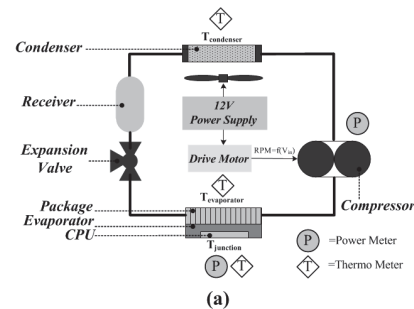 T
Condenser
Tcondenser
Receiver
12V
Power Supply
P
Drive Motor
RPM=f(Vin)
Expansion
Valve
T
Tevaporator
Compressor
Package
Evaporator
CPU
Tjunction
P =Power Meter
P T
T =Thermo Meter
(a)